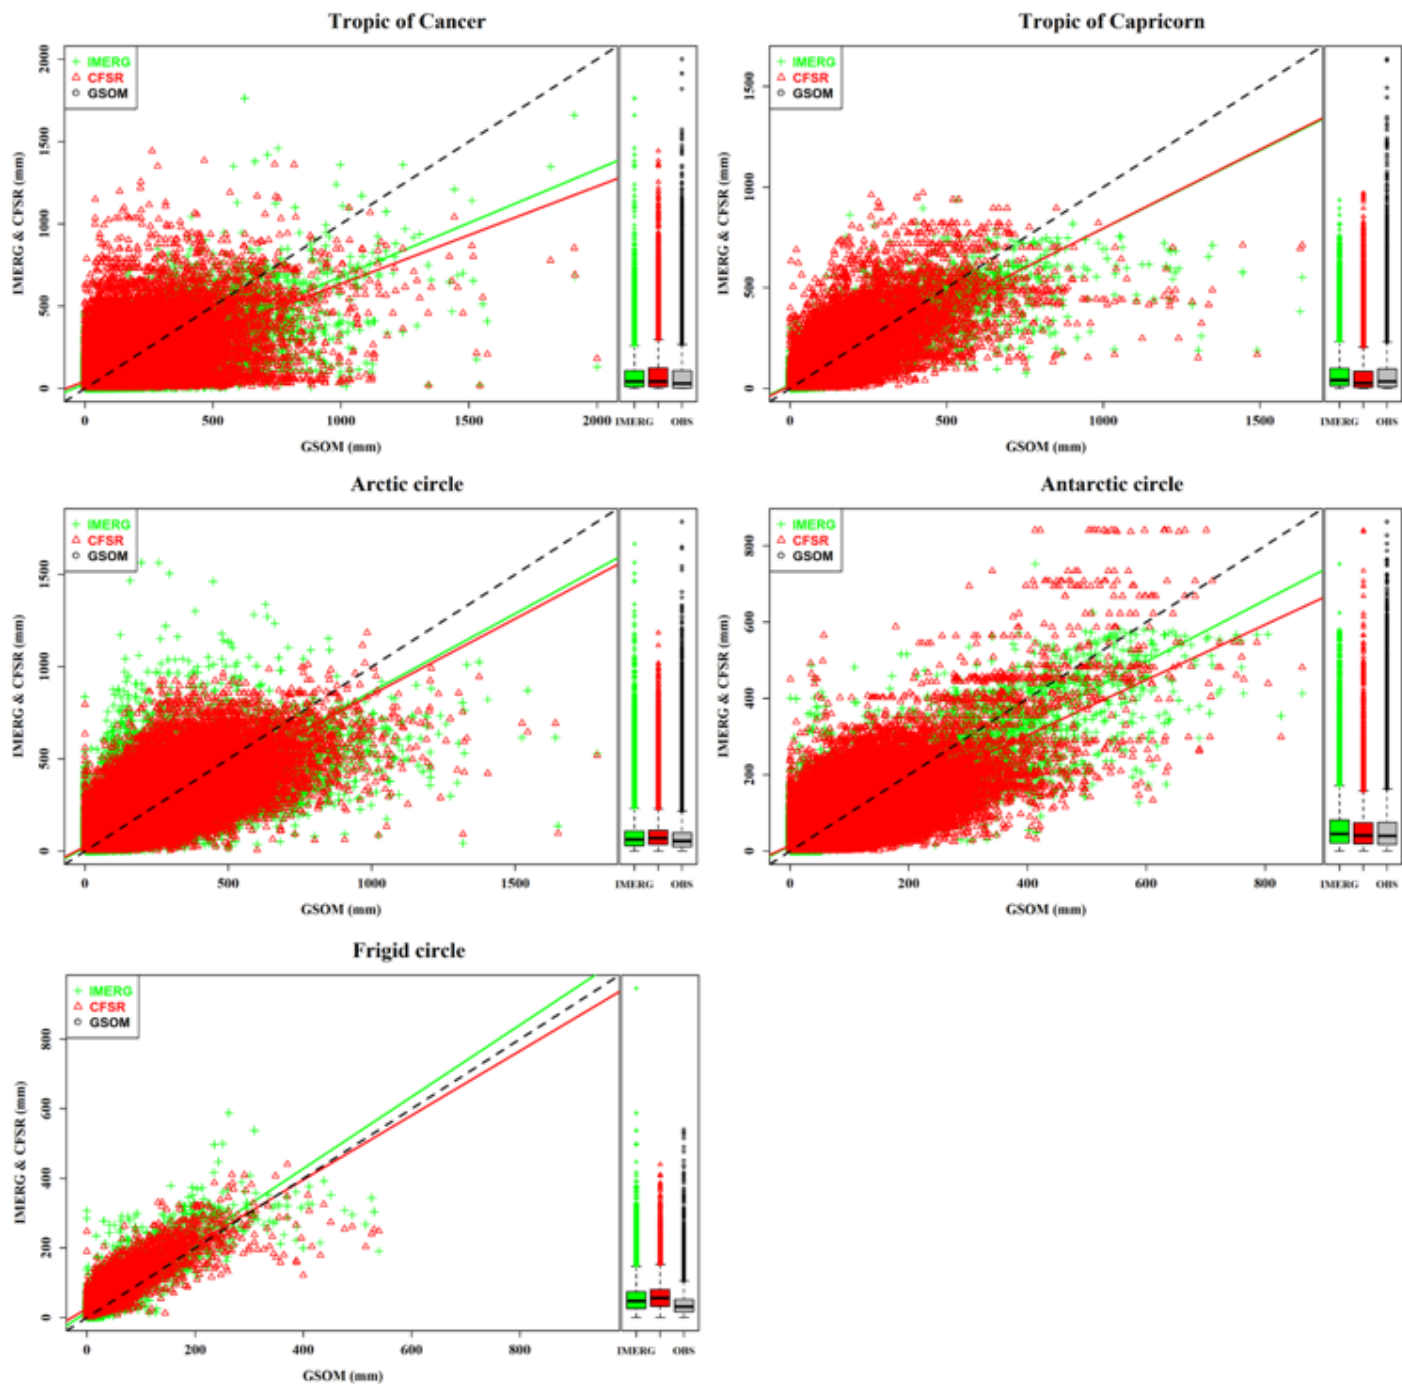 Tropic of Cancer
IMERG
CFSR
GSOM
IMERG & CFSR (mm)
2000
1500
1000
500
0
0 500 1000 1500 2000 IMERG OBS
GSOM (mm)
Tropic of Capricorn
IMERG
CFSR
GSOM
IMERG & CFSR (mm)
1500
1000
500
0
0 500 1000 1500 IMERG OBS
GSOM (mm)
Arctic circle
IMERG
CFSR
GSOM
IMERG & CFSR (mm)
1500
1000
500
0
0 500 1000 1500 IMERG OBS
GSOM (mm)
Antarctic circle
IMERG
CFSR
GSOM
IMERG & CFSR (mm)
800
600
400
200
0
0 200 400 600 800 IMERG OBS
GSOM (mm)
Frigid circle
IMERG
CFSR
GSOM
IMERG & CFSR (mm)
800
600
400
200
0
0 200 400 600 800 IMERG OBS
GSOM (mm)